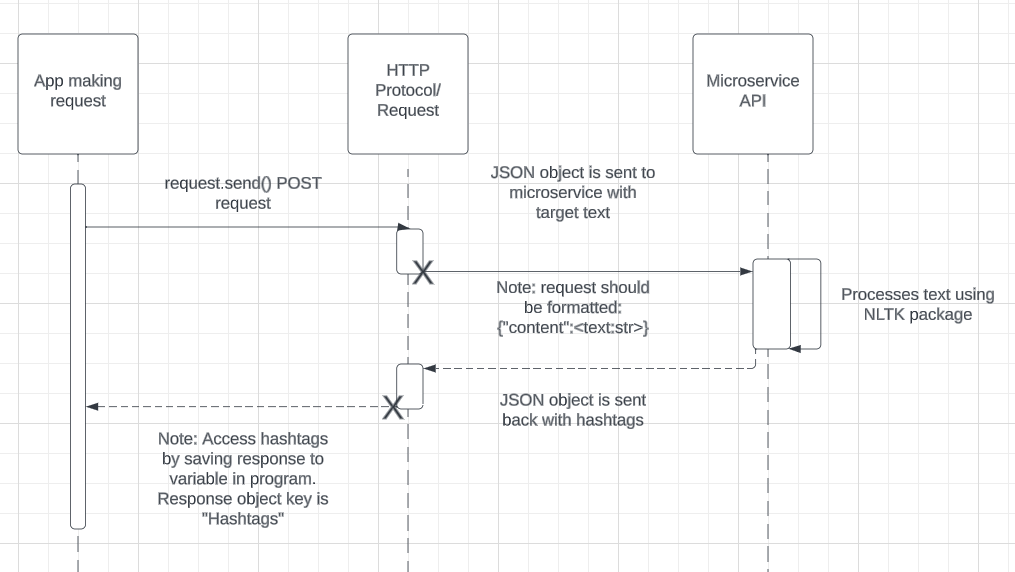 App making
request
HTTP
Protocol/
Request
Microservice
API
request.send() POST
request
JSON object is sent to
microservice with
target text
Note: request should
be formatted:
{"content":<text:str>}
Processes text using
NLTK package
JSON object is sent
back with hashtags
Note: Access hashtags
by saving response to
variable in program.
Response object key is
"Hashtags"